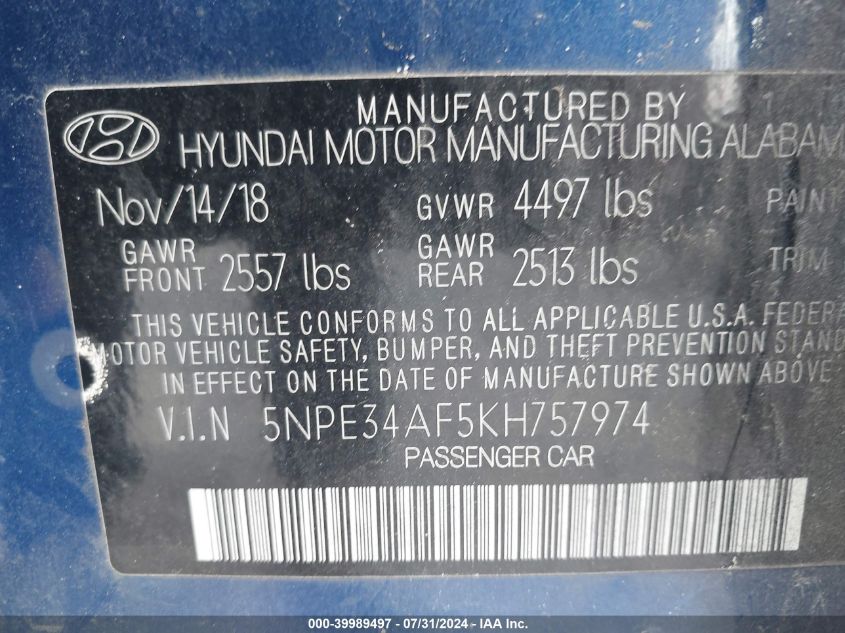 MANUFACTURED BY
HYUNDAI MOTOR MANUFACTURING ALABAM
Nov/14/18 GVWR 4497 lbs PAINT
GAWR FRONT 2557 lbs GAWR REAR 2513 lbs TRIM
THIS VEHICLE CONFORMS TO ALL APPLICABLE U.S.A. FEDERA
MOTOR VEHICLE SAFETY, BUMPER, AND THEFT PREVENTION STAND
IN EFFECT ON THE DATE OF MANUFACTURE SHOWN ABOVE
V.I.N 5NPE34AF5KH757974
PASSENGER CAR
000-39989497 - 07/31/2024 - IAA Inc.